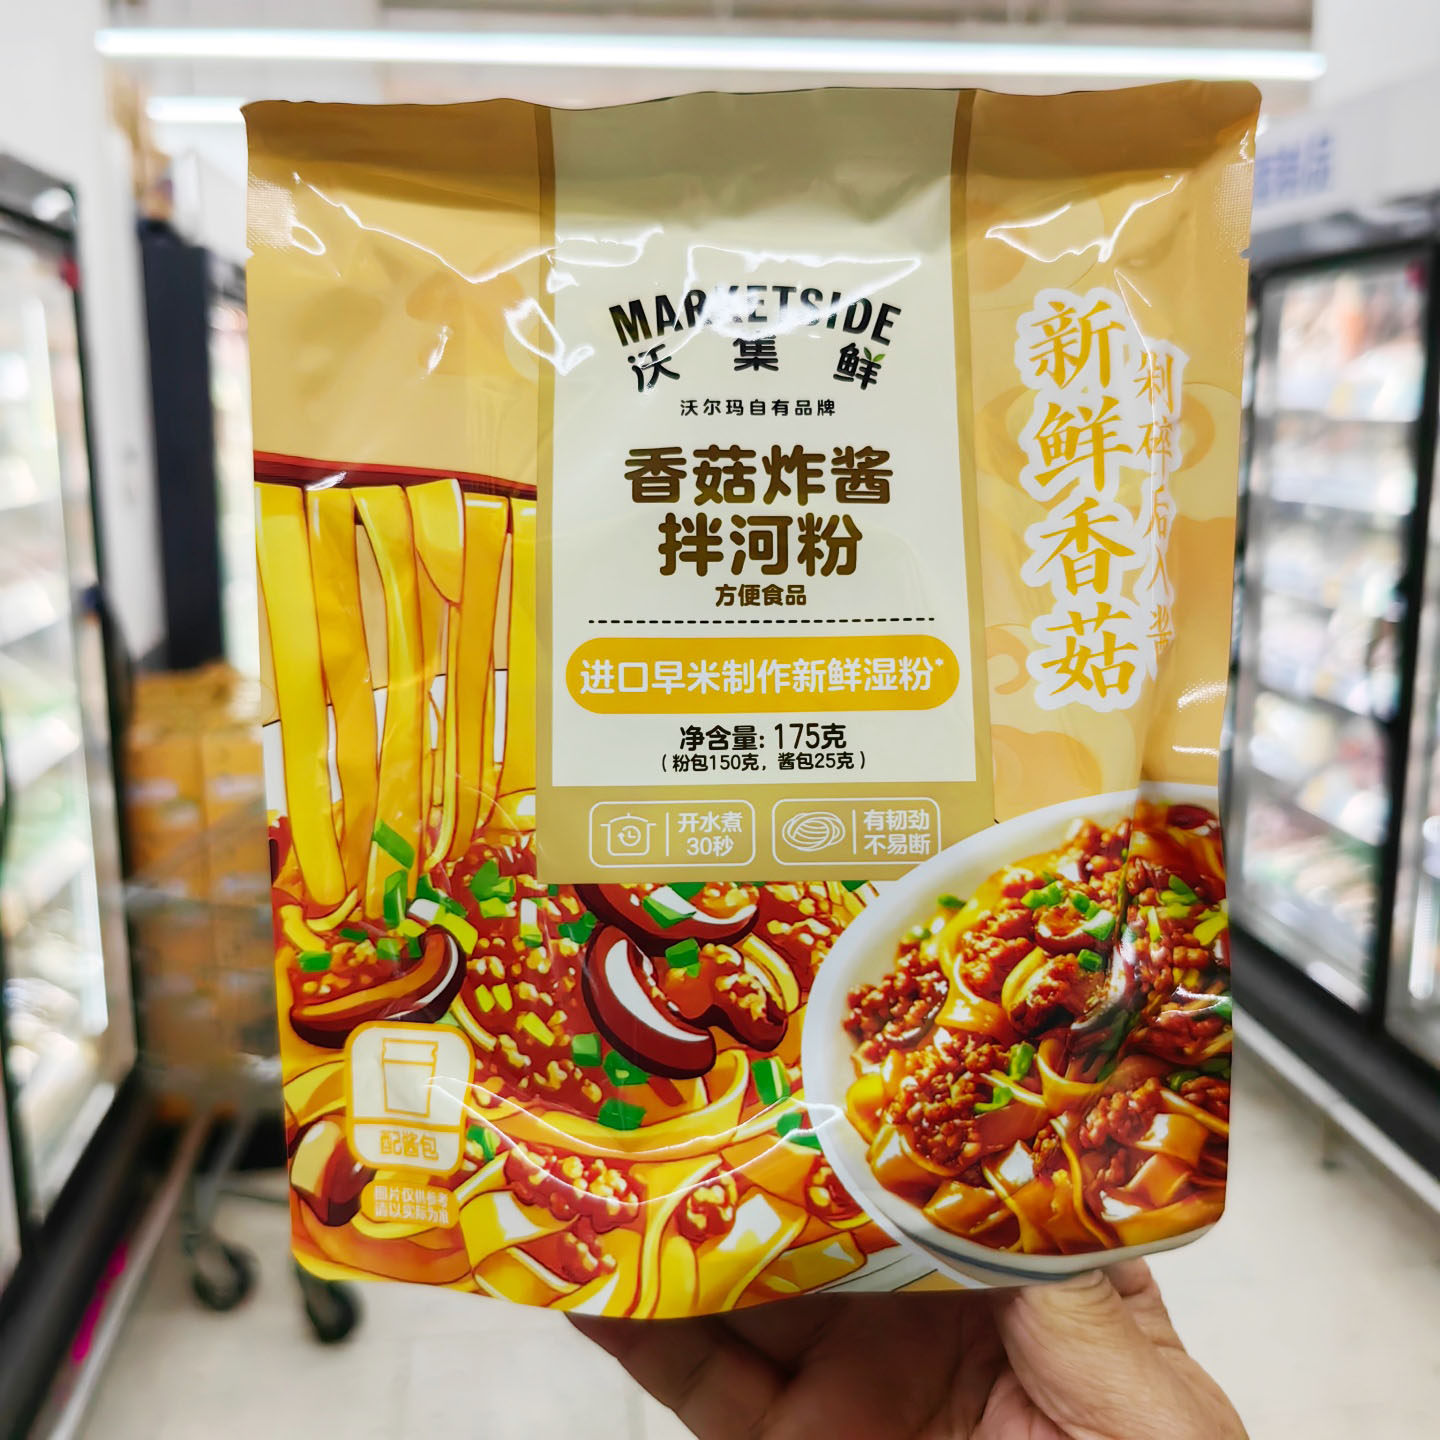 MARKETSIDE
沃集鲜
沃尔玛自有品牌
香菇炸酱
拌河粉
方便食品
进口早米制作新鲜湿粉*
净含量: 175克
（粉包150克，酱包25克）
开水煮
30秒
有韧劲
不易断
新鲜香菇
剁碎后入酱
配酱包
图片仅供参考
请以实际为准